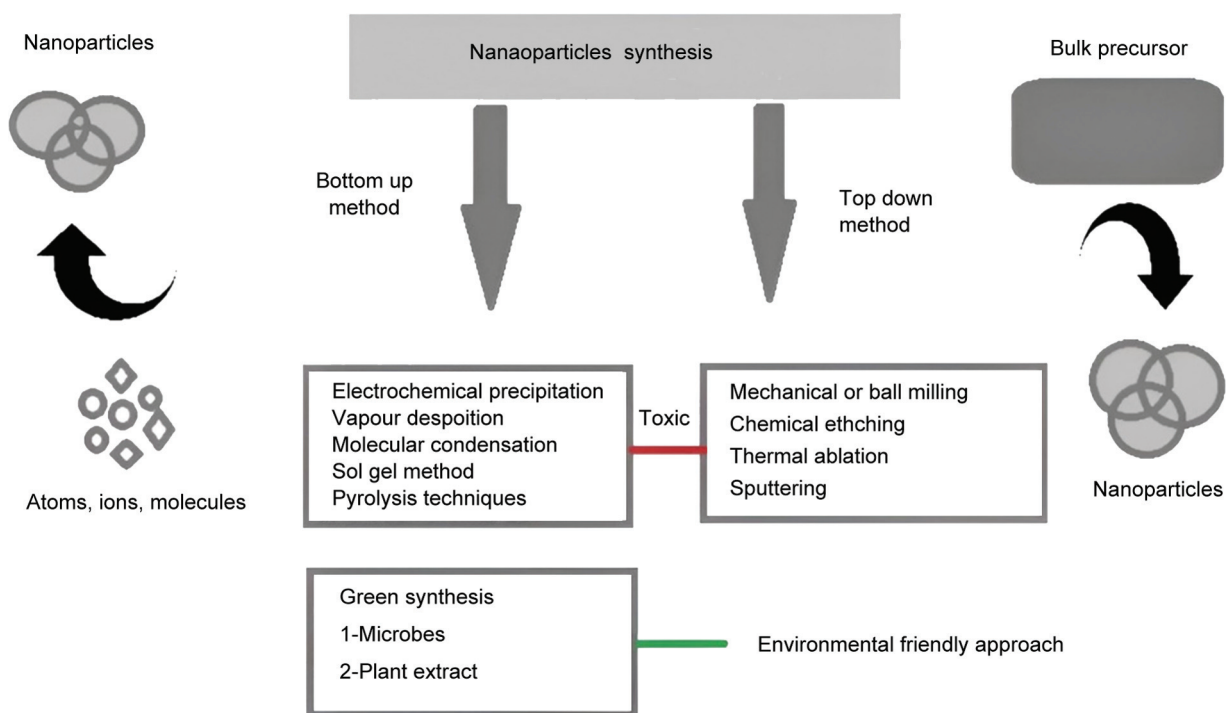 Nanoparticles
Nanaoparticles synthesis
Bulk precursor
Bottom up
method
Top down
method
Atoms, ions, molecules
Electrochemical precipitation
Vapour despoition
Molecular condensation
Sol gel method
Pyrolysis techniques
Toxic
Mechanical or ball milling
Chemical ethching
Thermal ablation
Sputtering
Nanoparticles
Green synthesis
1-Microbes
2-Plant extract
Environmental friendly approach